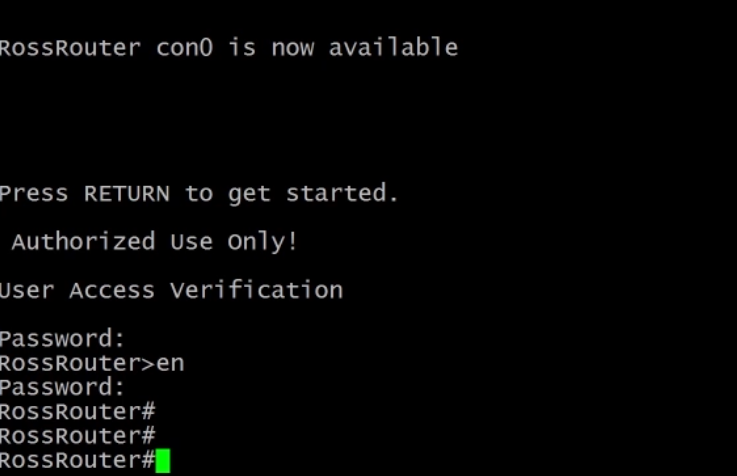 RossRouter con0 is now available
Press RETURN to get started.
Authorized Use Only!
User Access Verification
Password:
RossRouter>en
Password:
RossRouter#
RossRouter#
RossRouter#